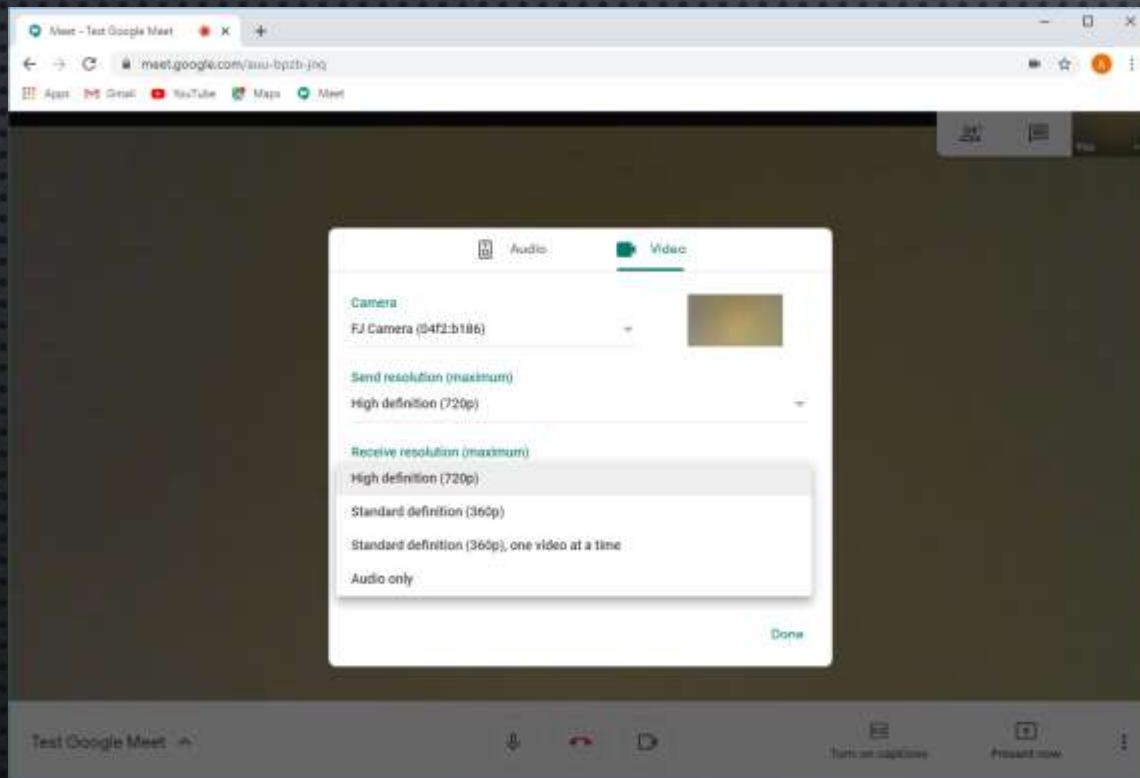 Meet - Test Google Meet
meet.google.com/auu-bpzb-jnq
Apps Gmail YouTube Maps Meet
You
Audio Video
Camera
FJ Camera (04f2:b186)
Send resolution (maximum)
High definition (720p)
Receive resolution (maximum)
High definition (720p)
Standard definition (360p)
Standard definition (360p), one video at a time
Audio only
Done
Test Google Meet
Turn on captions
Present now